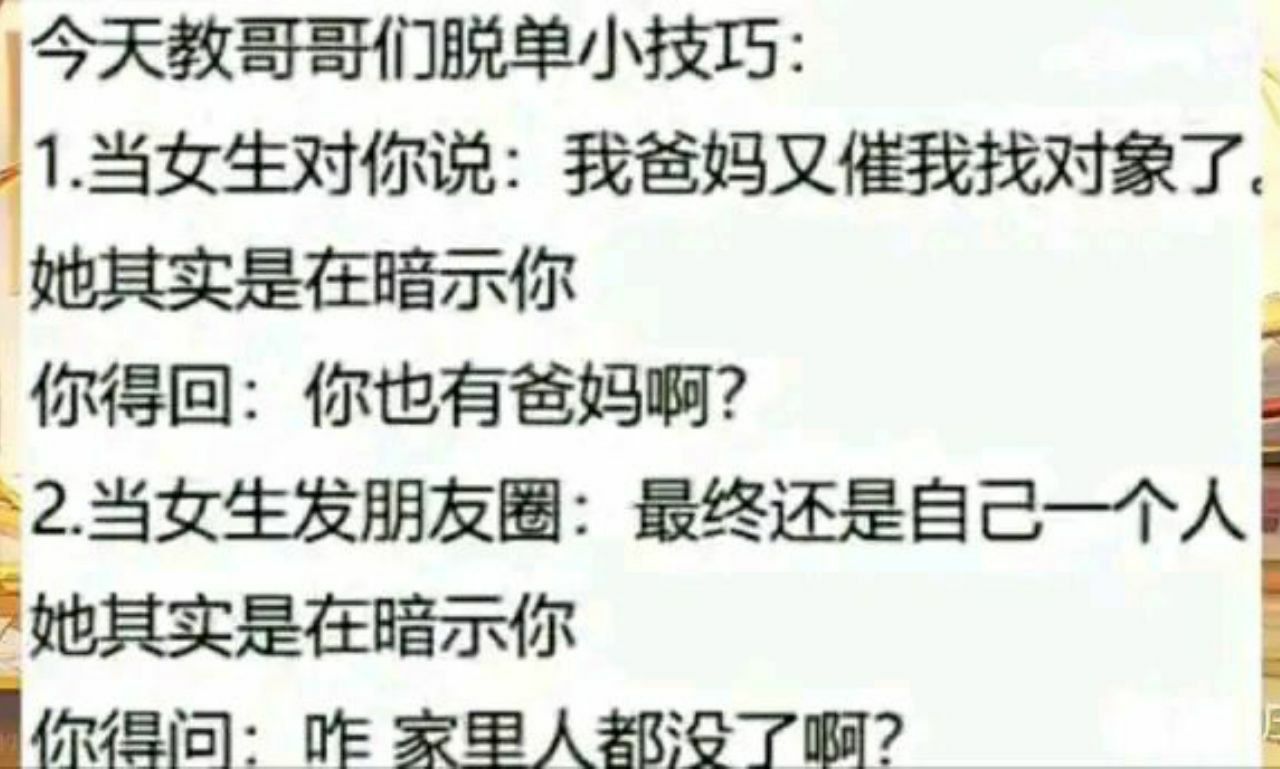 今天教哥哥们脱单小技巧：
1.当女生对你说：我爸妈又催我找对象了。
她其实是在暗示你
你得回：你也有爸妈啊？
2.当女生发朋友圈：最终还是自己一个人
她其实是在暗示你
你得问：咋 家里人都没了啊？